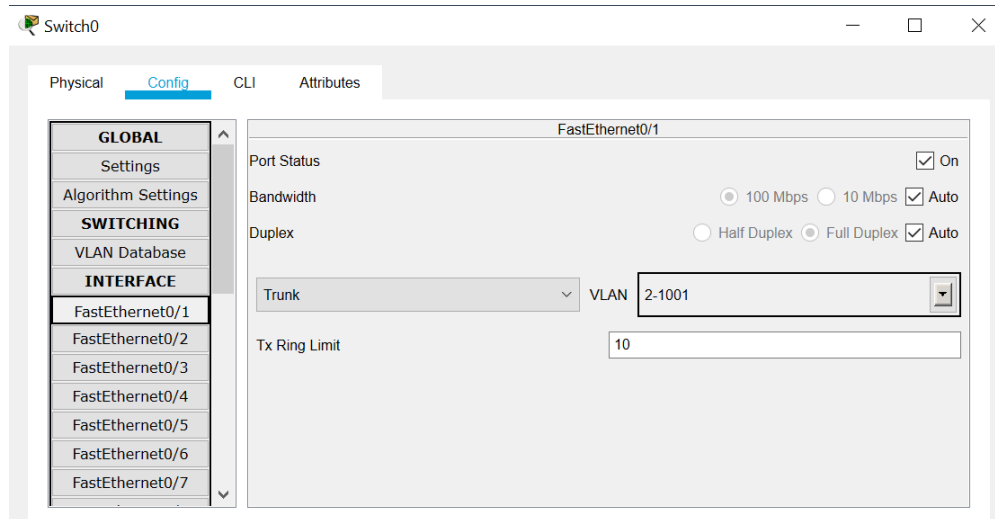 Switch0
Physical Config CLI Attributes
GLOBAL
Settings
Algorithm Settings
SWITCHING
VLAN Database
INTERFACE
FastEthernet0/1
FastEthernet0/2
FastEthernet0/3
FastEthernet0/4
FastEthernet0/5
FastEthernet0/6
FastEthernet0/7
FastEthernet0/1
Port Status On
Bandwidth 100 Mbps 10 Mbps Auto
Duplex Half Duplex Full Duplex Auto
Trunk VLAN 2-1001
Tx Ring Limit 10